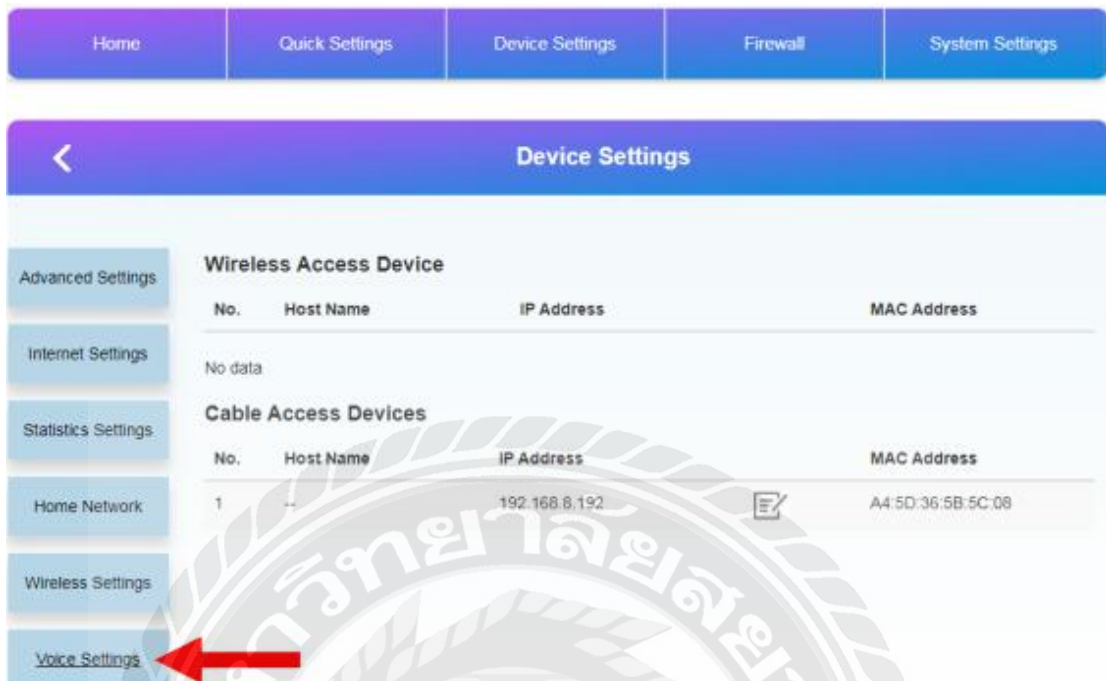 Home Quick Settings Device Settings Firewall System Settings
Device Settings
Advanced Settings
Internet Settings
Statistics Settings
Home Network
Wireless Settings
Voice Settings
Wireless Access Device
No. Host Name IP Address MAC Address
No data
Cable Access Devices
No. Host Name IP Address MAC Address
1 -- 192.168.8.192 A4:5D:36:5B:5C:08